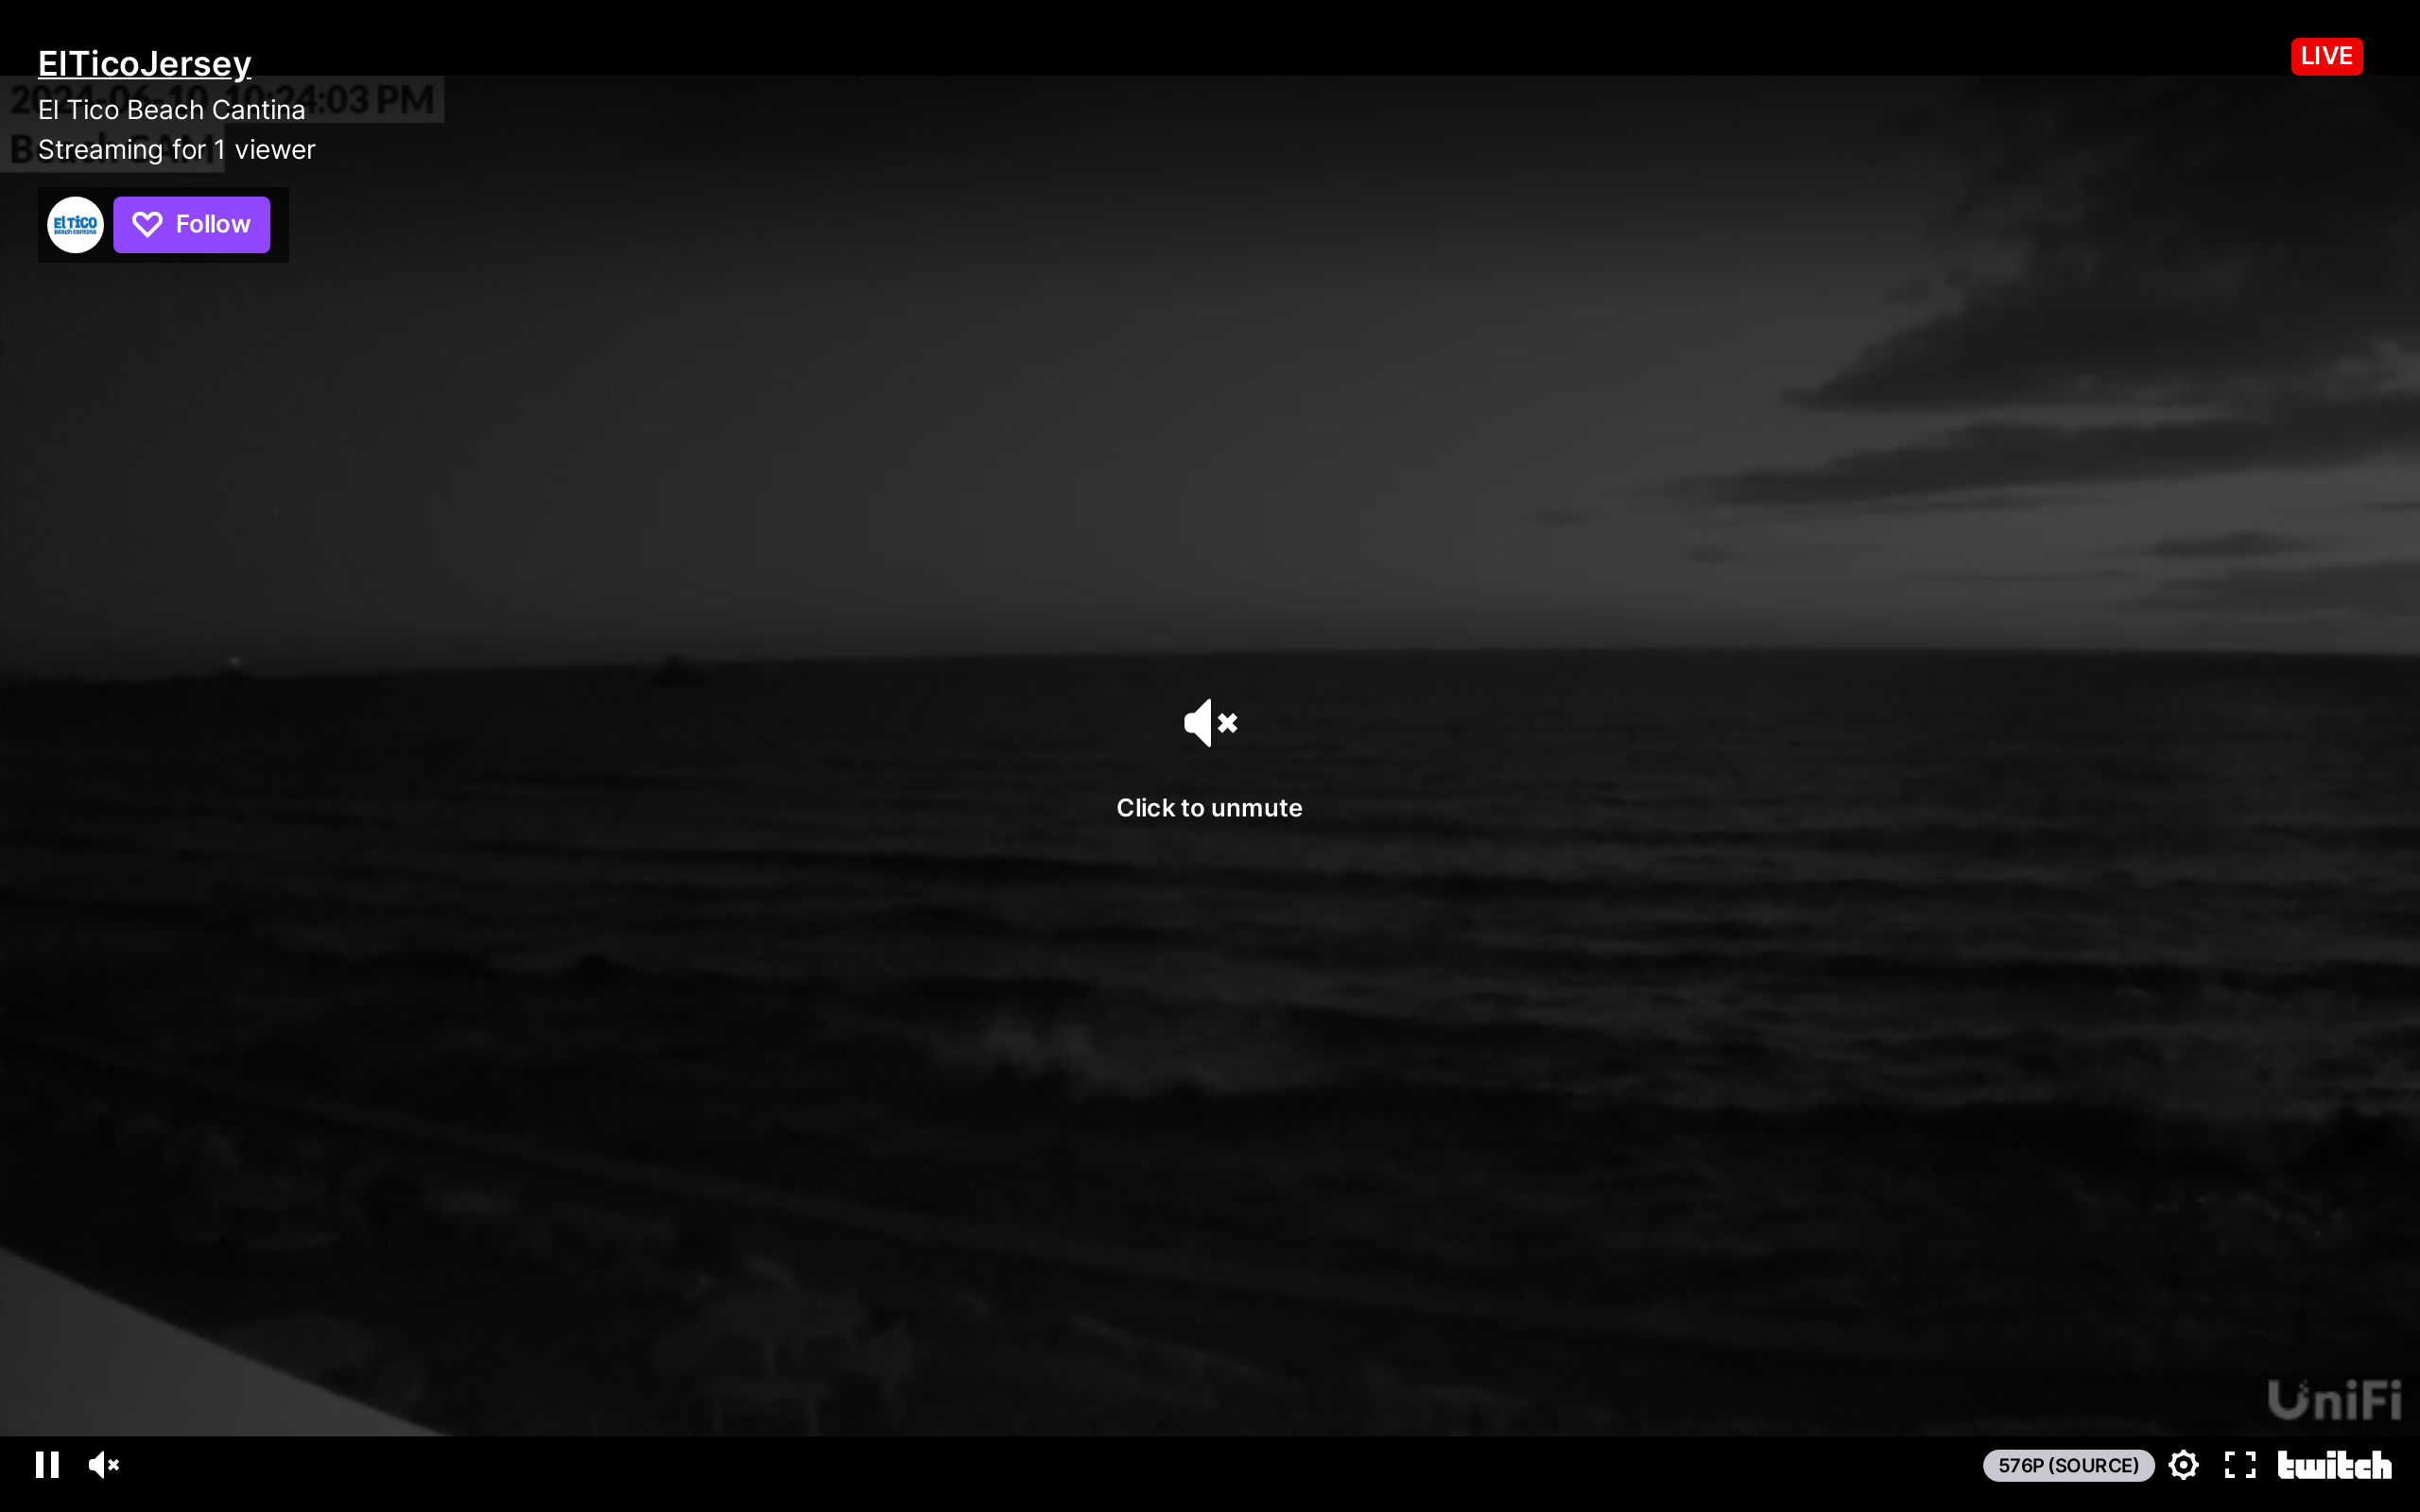 ElTicoJersey
LIVE
2024-06-10 10:24:03 PM
El Tico Beach Cantina
Streaming for 1 viewer
El TiCO
Beach cantina
Follow
Click to unmute
UniFi
576P (SOURCE)
twitch